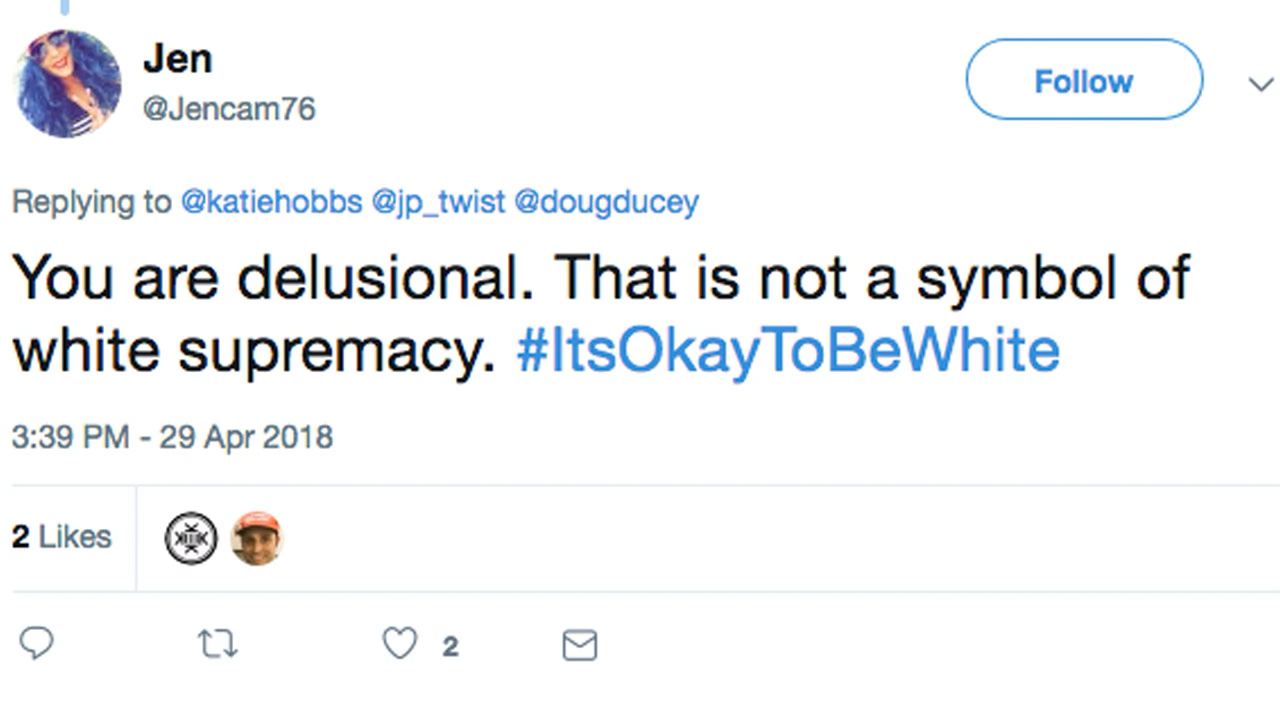 Jen
@Jencam76
Follow
Replying to @katiehobbs @jp_twist @dougducey
You are delusional. That is not a symbol of
white supremacy. #ItsOkayToBeWhite
3:39 PM - 29 Apr 2018
2 Likes
2